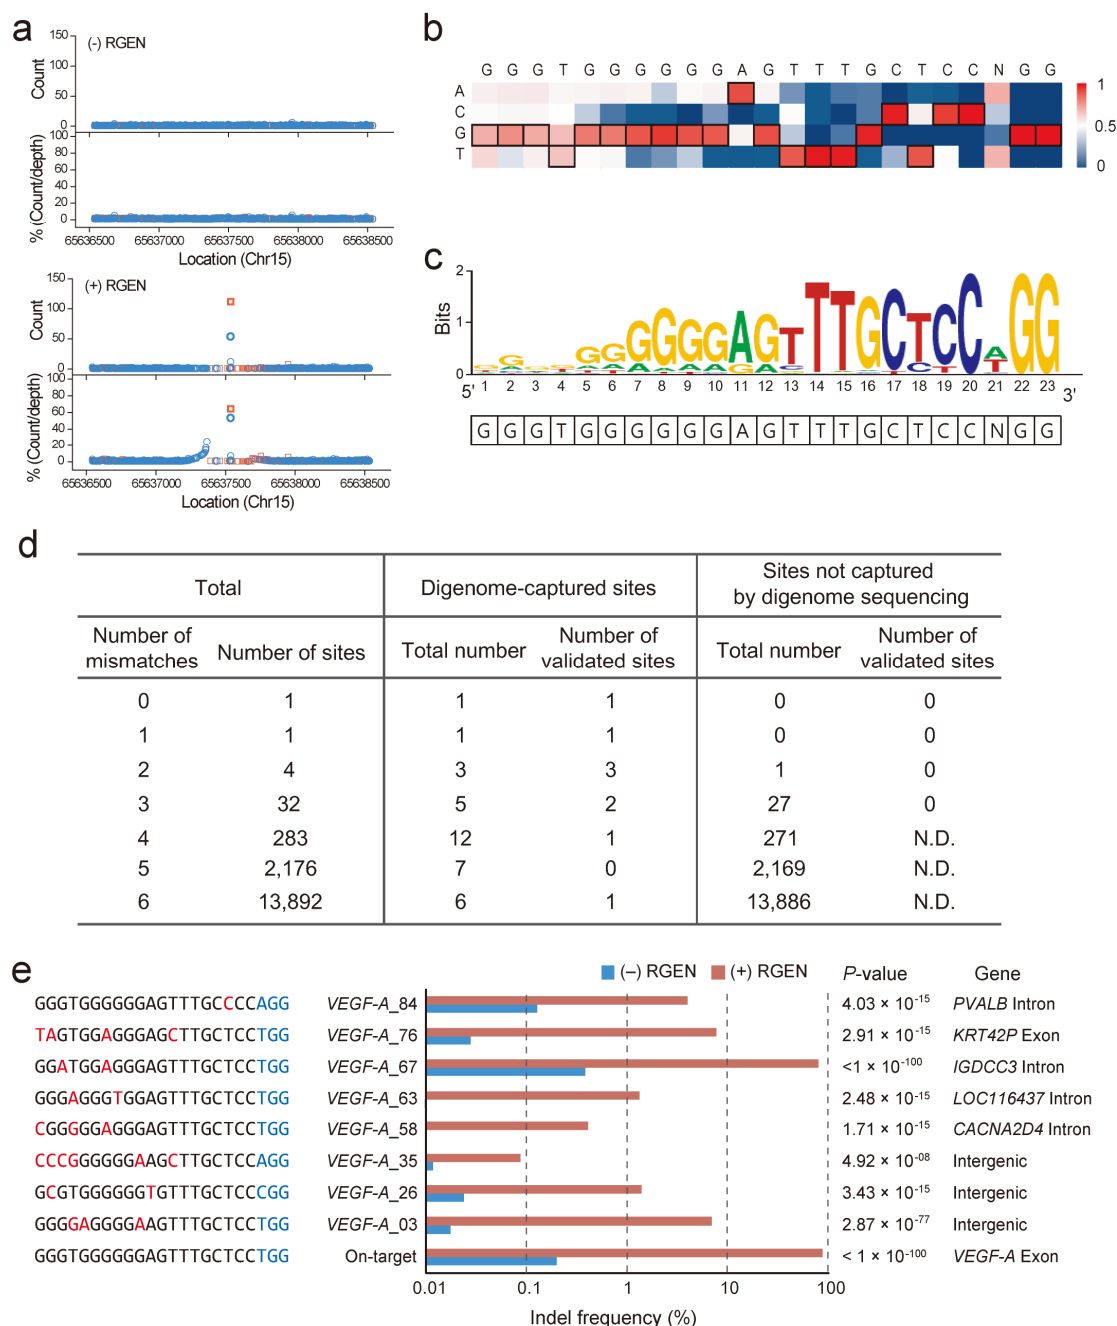 a
(-) RGEN
Count
150
100
50
0
% (Count/depth)
100
80
60
40
20
0
65636500 65637000 65637500 65638000 65638500
Location (Chr15)
(+) RGEN
Count
150
100
50
0
% (Count/depth)
100
80
60
40
20
0
65636500 65637000 65637500 65638000 65638500
Location (Chr15)
b
G G G T G G G G G G A G T T T G C T C C N G G
A
C
G
T
1
0.5
0
c
Bits
2
1
0
5' 1 2 3 4 5 6 7 8 9 10 11 12 13 14 15 16 17 18 19 20 21 22 23 3'
G G G T G G G G G G A G T T T G C T C C N G G
d
Total Digenome-captured sites Sites not captured
by digenome sequencing
Number of mismatches Number of sites Total number Number of validated sites Total number Number of validated sites
0 1 1 1 0 0
1 1 1 1 0 0
2 4 3 3 1 0
3 32 5 2 27 0
4 283 12 1 271 N.D.
5 2,176 7 0 2,169 N.D.
6 13,892 6 1 13,886 N.D.
e
(–) RGEN (+) RGEN P-value Gene
GGGTGGGGGGAGTTTGCCCCAGG VEGF-A_84 4.03 × 10-15 PVALB Intron
TAGTGGAGGGAGCTTGCTCCTGG VEGF-A_76 2.91 × 10-15 KRT42P Exon
GGATGGAGGGAGTTTGCTCCTGG VEGF-A_67 <1 × 10-100 IGDCC3 Intron
GGGAGGGTGGAGTTTGCTCCTGG VEGF-A_63 2.48 × 10-15 LOC116437 Intron
CGGGGGAGGGAGTTTGCTCCTGG VEGF-A_58 1.71 × 10-15 CACNA2D4 Intron
CCCGGGGGGAAGCTTGCTCCAGG VEGF-A_35 4.92 × 10-08 Intergenic
GCGTGGGGGGTGTTTGCTCCCGG VEGF-A_26 3.43 × 10-15 Intergenic
GGGGAGGGGAAGTTTGCTCCTGG VEGF-A_03 2.87 × 10-77 Intergenic
GGGTGGGGGGAGTTTGCTCCTGG On-target < 1 × 10-100 VEGF-A Exon
0.01 0.1 1 10 100
Indel frequency (%)